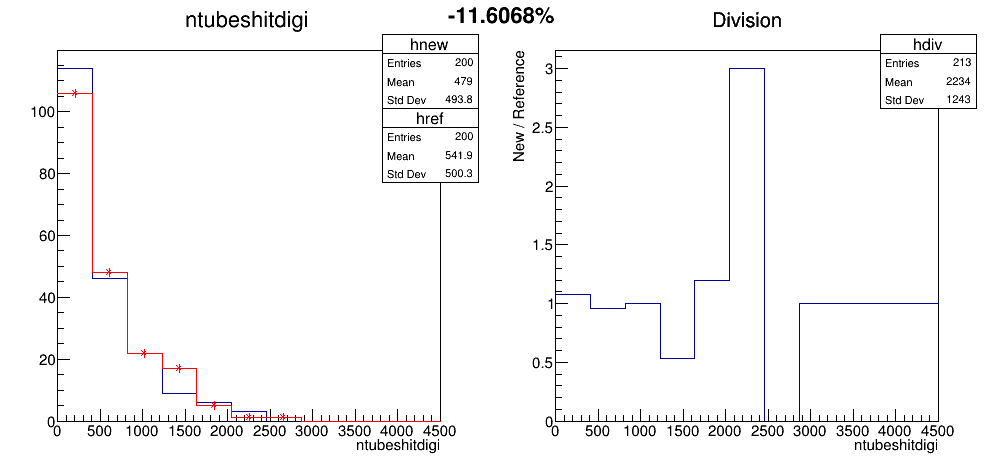 ntubeshitdigi
-11.6068%
Division
hnew
Entries 200
Mean 479
Std Dev 493.8
href
Entries 200
Mean 541.9
Std Dev 500.3
100
80
60
40
20
0
0 500 1000 1500 2000 2500 3000 3500 4000 4500
ntubeshitdigi
hdiv
Entries 213
Mean 2234
Std Dev 1243
New / Reference
3
2.5
2
1.5
1
0.5
0
0 500 1000 1500 2000 2500 3000 3500 4000 4500
ntubeshitdigi